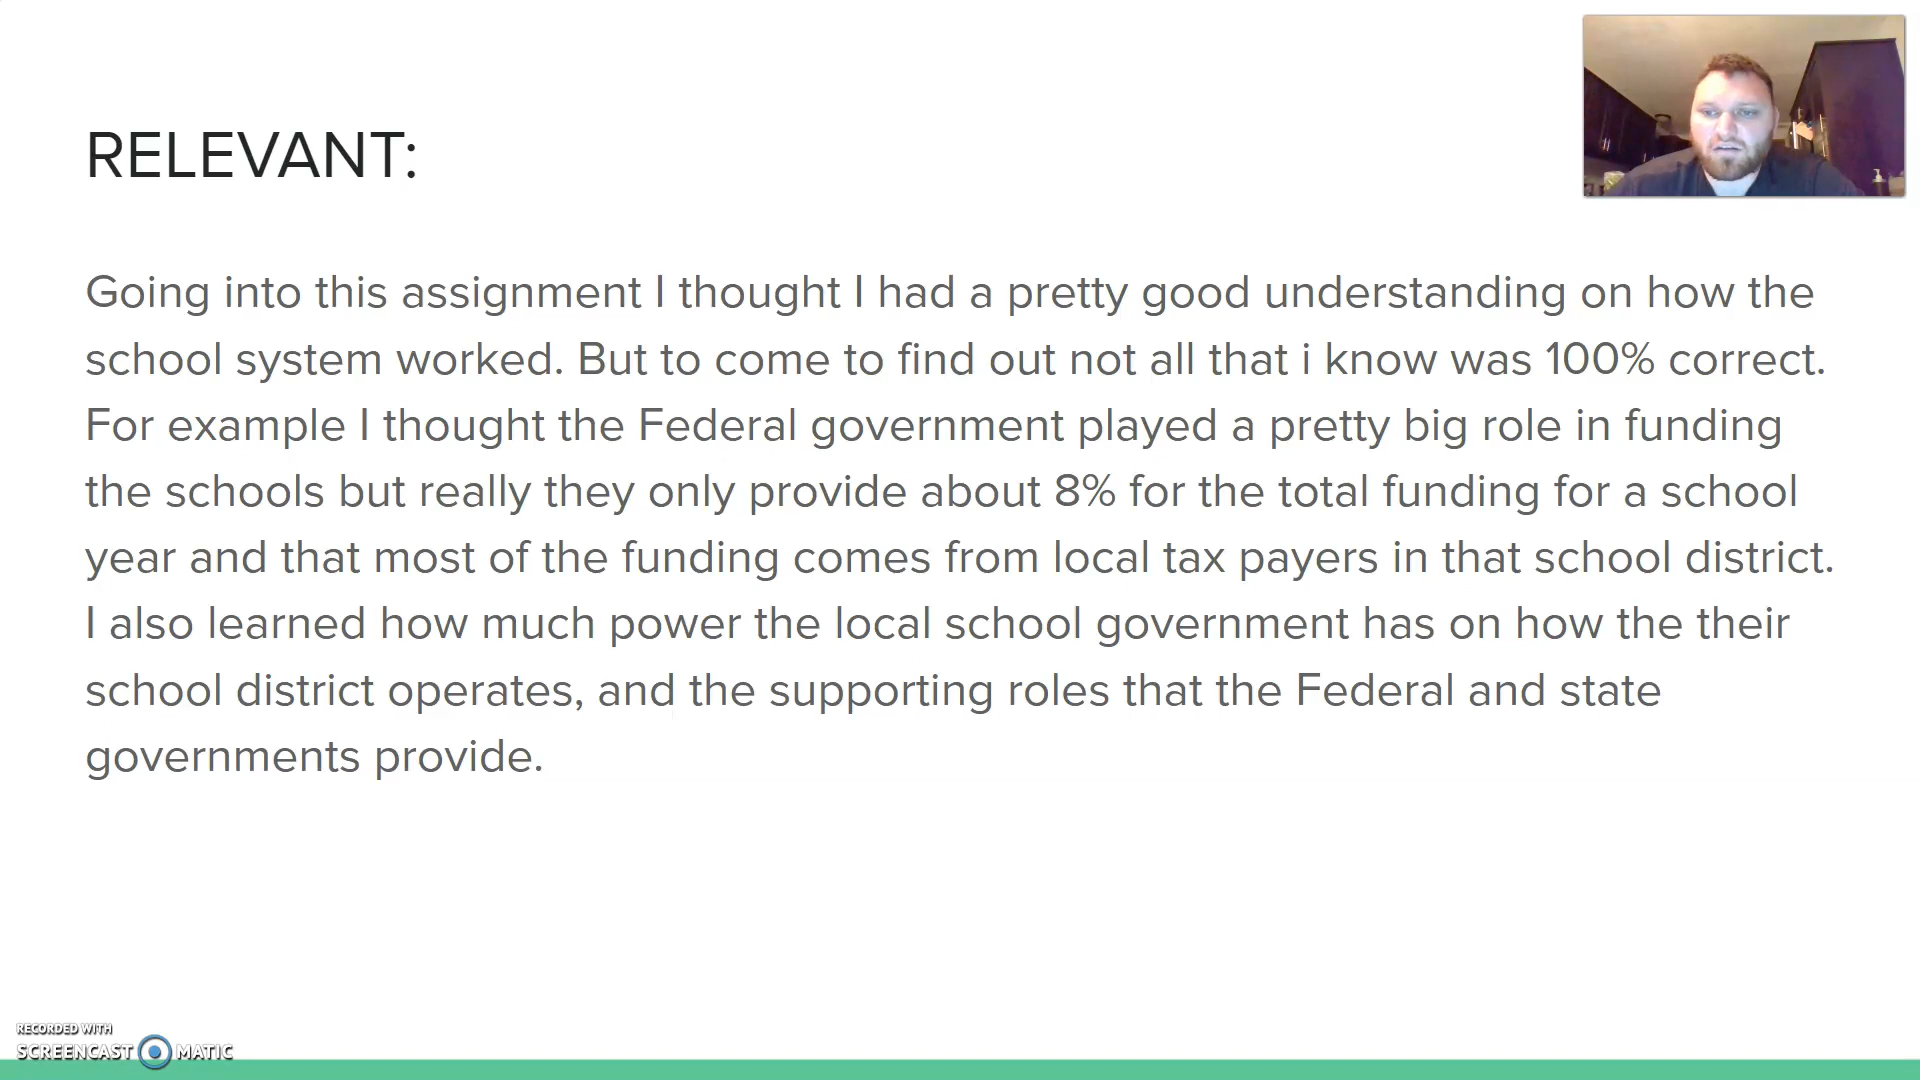 RELEVANT:
Going into this assignment I thought I had a pretty good understanding on how the
school system worked. But to come to find out not all that i know was 100% correct.
For example I thought the Federal government played a pretty big role in funding
the schools but really they only provide about 8% for the total funding for a school
year and that most of the funding comes from local tax payers in that school district.
I also learned how much power the local school government has on how the their
school district operates, and the supporting roles that the Federal and state
governments provide.
RECORDED WITH
SCREENCAST MATIC